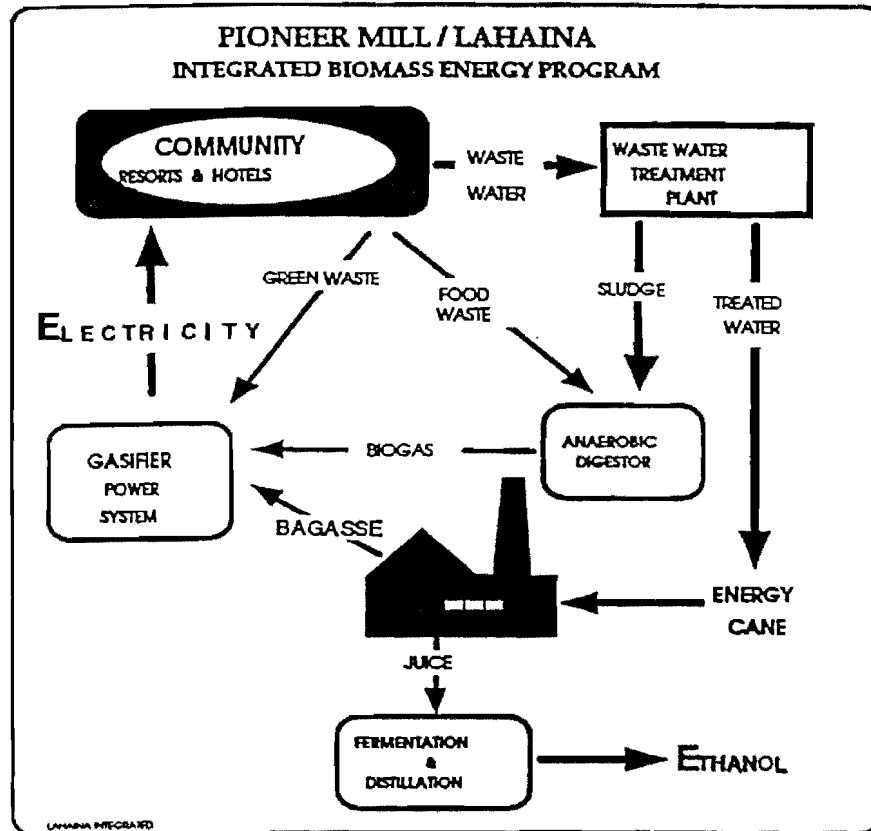 PIONEER MILL / LAHAINA
INTEGRATED BIOMASS ENERGY PROGRAM
COMMUNITY
RESORTS & HOTELS
WASTE
WATER
WASTE WATER
TREATMENT
PLANT
GREEN WASTE
FOOD
WASTE
SLUDGE
TREATED
WATER
ELECTRICITY
GASIFIER
POWER
SYSTEM
BIOGAS
ANAEROBIC
DIGESTOR
BAGASSE
ENERGY
CANE
JUICE
FERMENTATION
&
DISTILLATION
ETHANOL
LAHAINA INTEGRATED